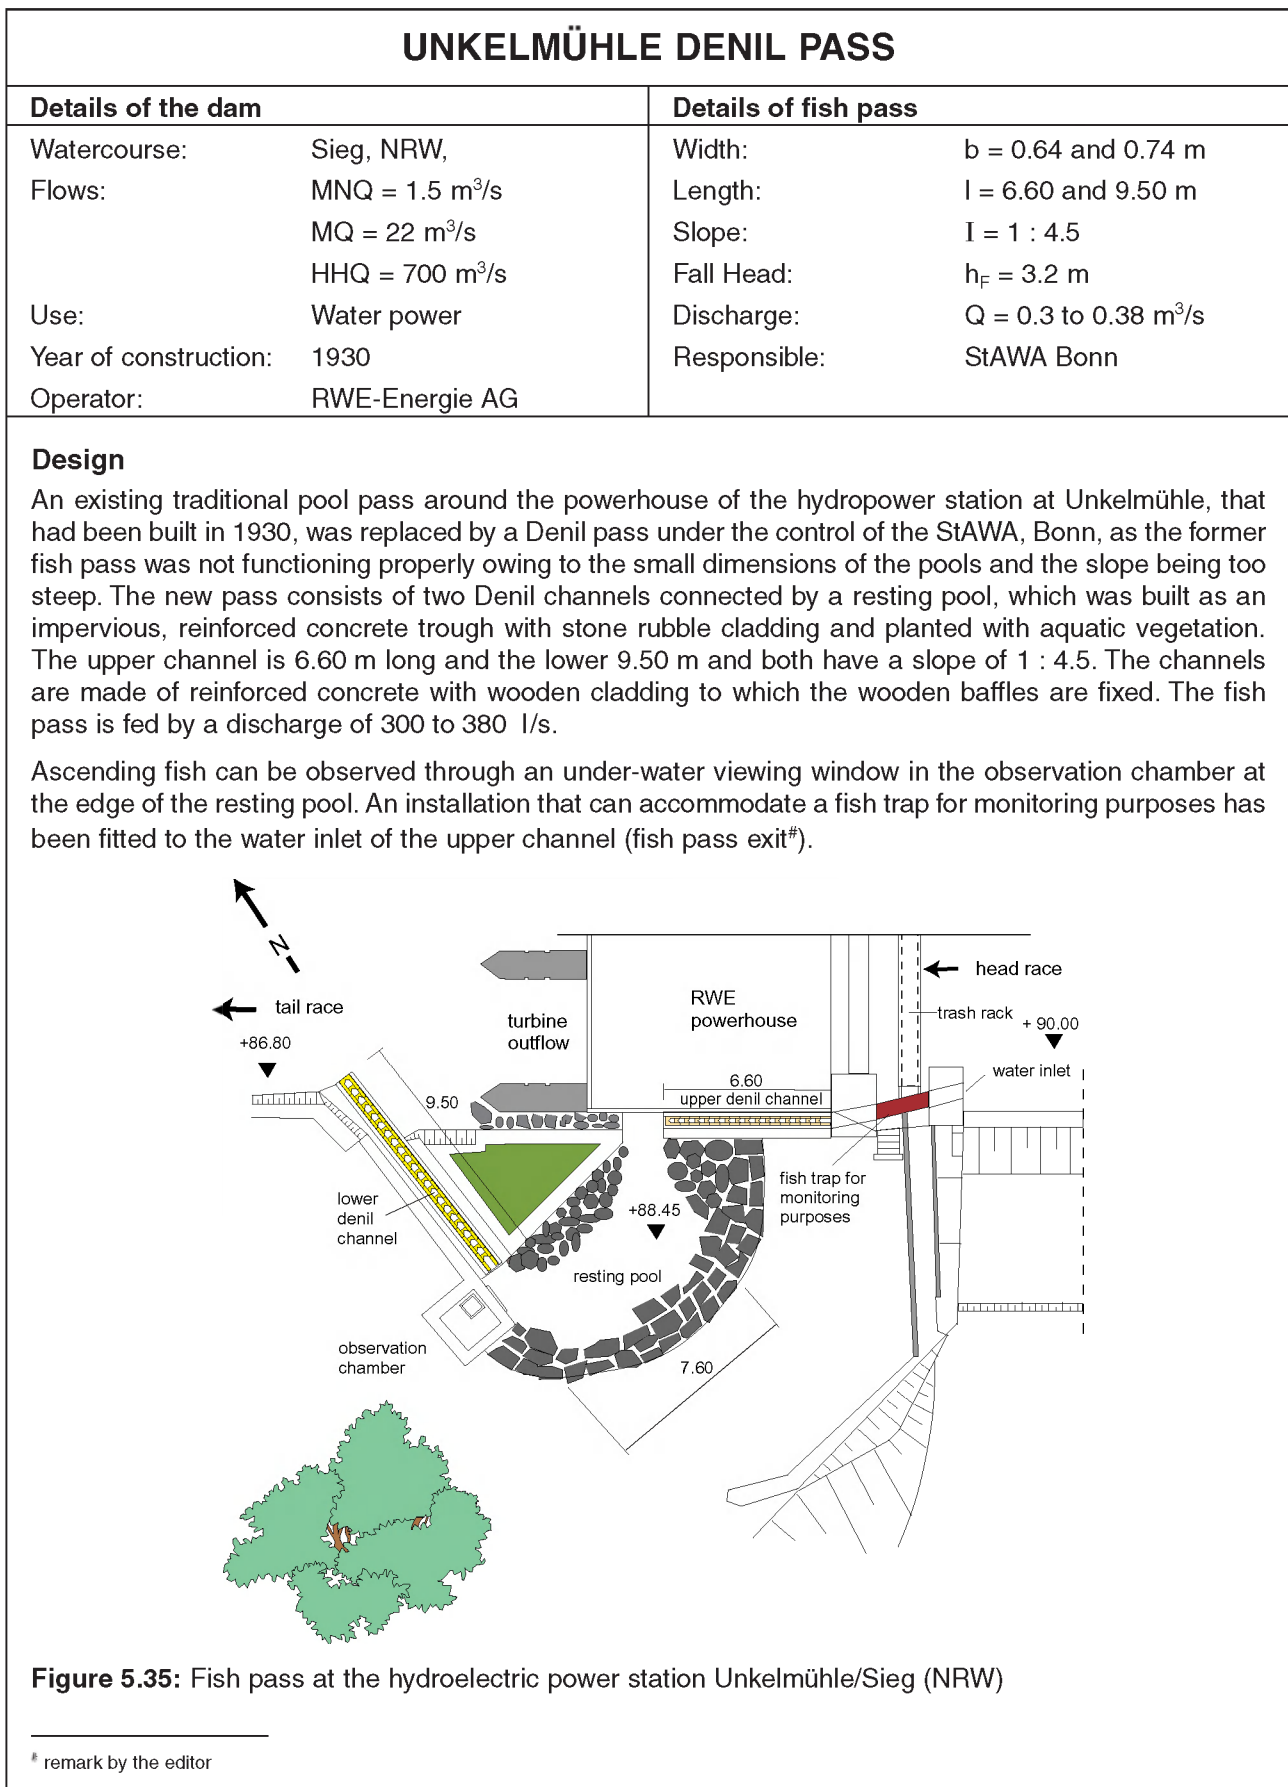 UNKELMÜHLE DENIL PASS
Details of the dam
Watercourse: Sieg, NRW,
Flows: MNQ = 1.5 m³/s
MQ = 22 m³/s
HHQ = 700 m³/s
Use: Water power
Year of construction: 1930
Operator: RWE-Energie AG
Details of fish pass
Width: b = 0.64 and 0.74 m
Length: l = 6.60 and 9.50 m
Slope: I = 1 : 4.5
Fall Head: h_F = 3.2 m
Discharge: Q = 0.3 to 0.38 m³/s
Responsible: StAWA Bonn
Design
An existing traditional pool pass around the powerhouse of the hydropower station at Unkelmühle, that
had been built in 1930, was replaced by a Denil pass under the control of the StAWA, Bonn, as the former
fish pass was not functioning properly owing to the small dimensions of the pools and the slope being too
steep. The new pass consists of two Denil channels connected by a resting pool, which was built as an
impervious, reinforced concrete trough with stone rubble cladding and planted with aquatic vegetation.
The upper channel is 6.60 m long and the lower 9.50 m and both have a slope of 1 : 4.5. The channels
are made of reinforced concrete with wooden cladding to which the wooden baffles are fixed. The fish
pass is fed by a discharge of 300 to 380 l/s.
Ascending fish can be observed through an under-water viewing window in the observation chamber at
the edge of the resting pool. An installation that can accommodate a fish trap for monitoring purposes has
been fitted to the water inlet of the upper channel (fish pass exit#).
N
tail race
+86.80
turbine
outflow
RWE
powerhouse
head race
trash rack
+ 90.00
water inlet
9.50
6.60
upper denil channel
lower
denil
channel
fish trap for
monitoring
purposes
+88.45
resting pool
observation
chamber
7.60
Figure 5.35: Fish pass at the hydroelectric power station Unkelmühle/Sieg (NRW)
# remark by the editor